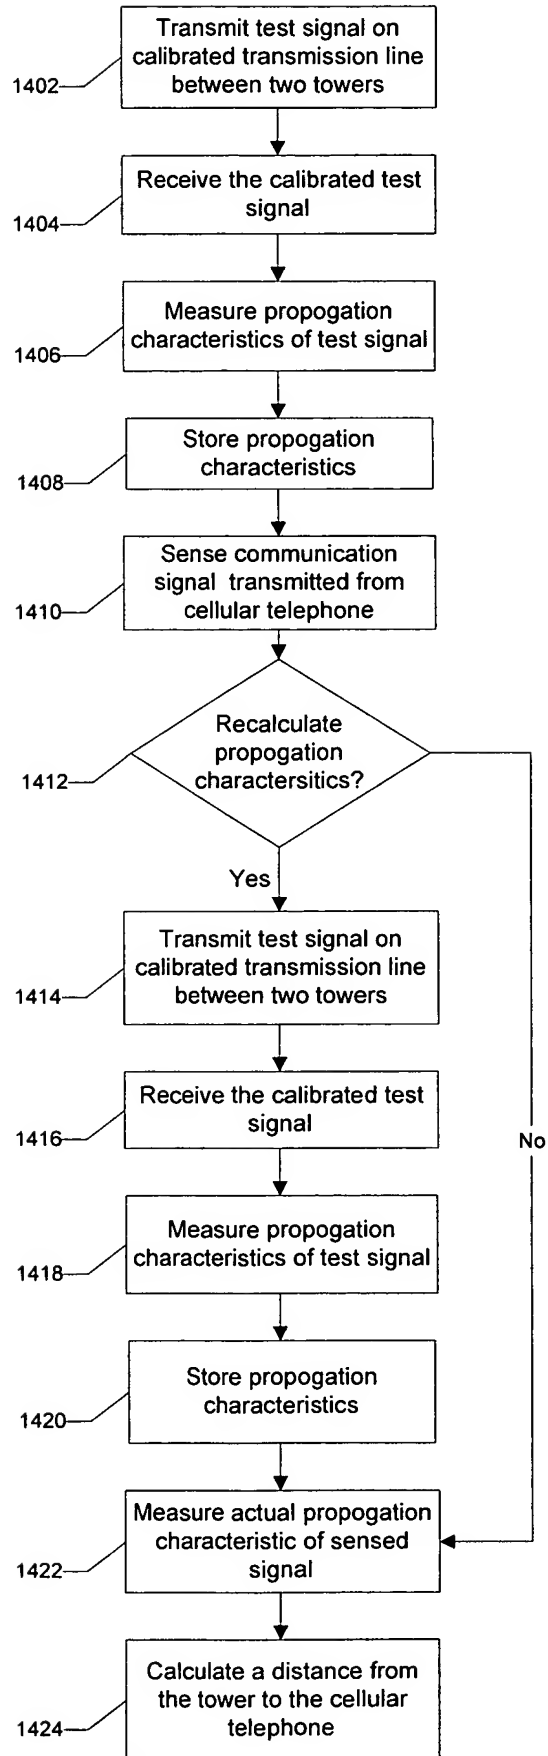 Transmit test signal on
calibrated transmission line
between two towers
1402
Receive the calibrated test
signal
1404
Measure propogation
characteristics of test signal
1406
Store propogation
characteristics
1408
Sense communication
signal transmitted from
cellular telephone
1410
Recalculate
propogation
charactersitics?
1412
Yes
Transmit test signal on
calibrated transmission line
between two towers
1414
Receive the calibrated test
signal
1416
No
Measure propogation
characteristics of test signal
1418
Store propogation
characteristics
1420
Measure actual propogation
characteristic of sensed
signal
1422
Calculate a distance from
the tower to the cellular
telephone
1424